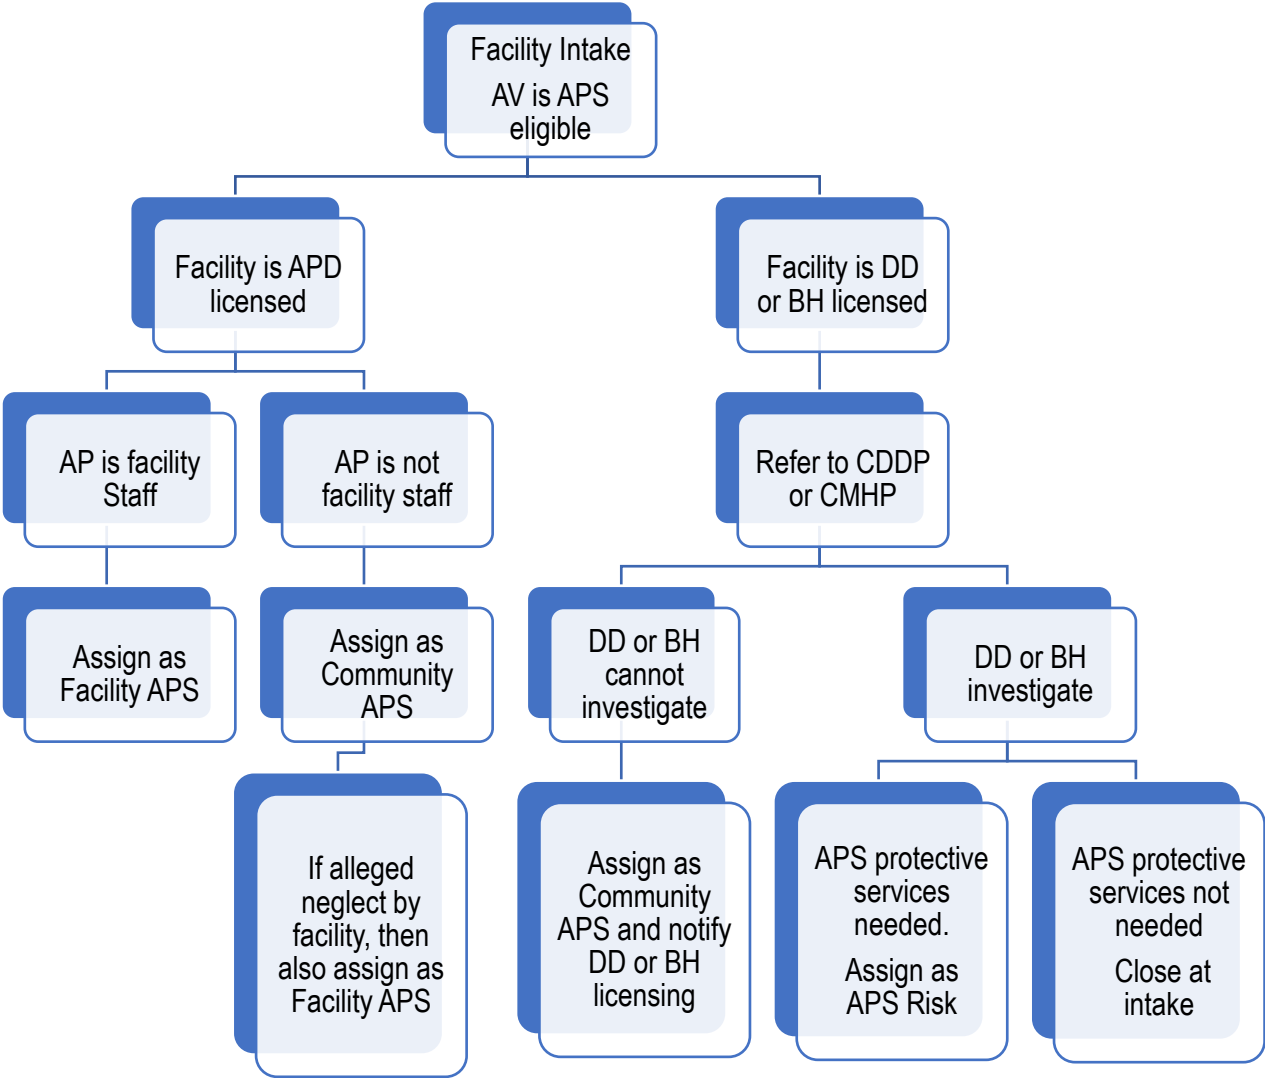 Facility Intake
AV is APS
eligible
Facility is APD
licensed
Facility is DD
or BH licensed
AP is facility
Staff
AP is not
facility staff
Refer to CDDP
or CMHP
Assign as
Facility APS
Assign as
Community
APS
DD or BH
cannot
investigate
DD or BH
investigate
If alleged
neglect by
facility, then
also assign as
Facility APS
Assign as
Community
APS and notify
DD or BH
licensing
APS protective
services
needed.
Assign as
APS Risk
APS protective
services not
needed
Close at
intake